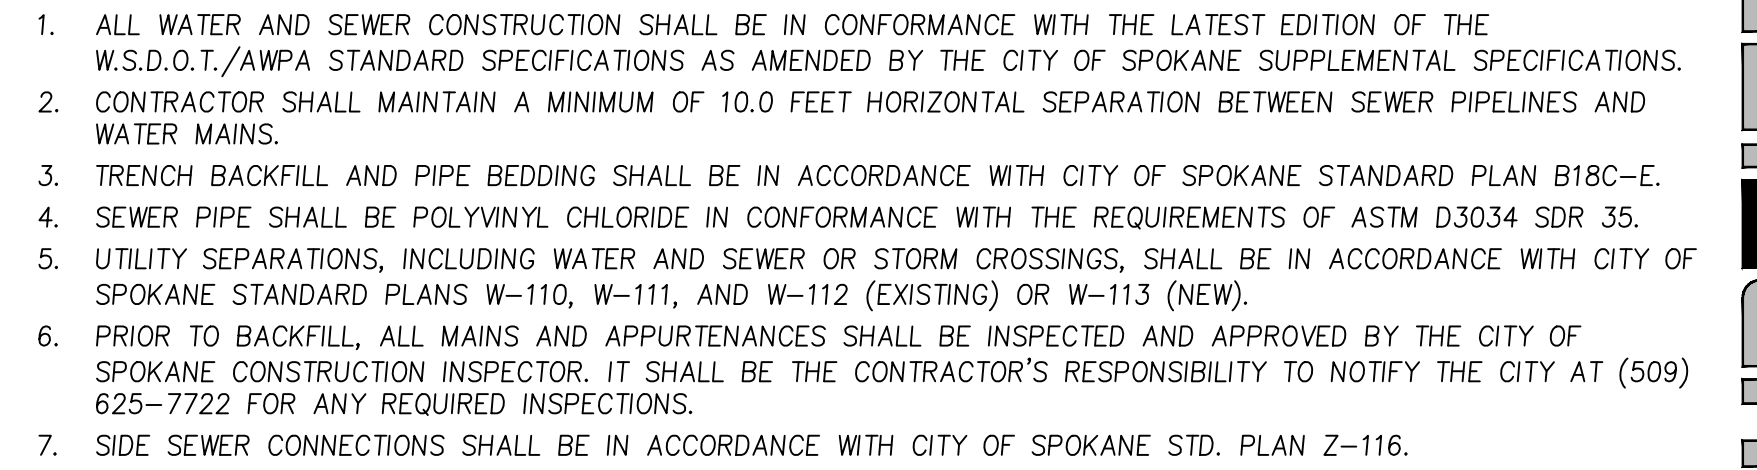 1. ALL WATER AND SEWER CONSTRUCTION SHALL BE IN CONFORMANCE WITH THE LATEST EDITION OF THE
W.S.D.O.T./AWPA STANDARD SPECIFICATIONS AS AMENDED BY THE CITY OF SPOKANE SUPPLEMENTAL SPECIFICATIONS.
2. CONTRACTOR SHALL MAINTAIN A MINIMUM OF 10.0 FEET HORIZONTAL SEPARATION BETWEEN SEWER PIPELINES AND
WATER MAINS.
3. TRENCH BACKFILL AND PIPE BEDDING SHALL BE IN ACCORDANCE WITH CITY OF SPOKANE STANDARD PLAN B18C-E.
4. SEWER PIPE SHALL BE POLYVINYL CHLORIDE IN CONFORMANCE WITH THE REQUIREMENTS OF ASTM D3034 SDR 35.
5. UTILITY SEPARATIONS, INCLUDING WATER AND SEWER OR STORM CROSSINGS, SHALL BE IN ACCORDANCE WITH CITY OF
SPOKANE STANDARD PLANS W-110, W-111, AND W-112 (EXISTING) OR W-113 (NEW).
6. PRIOR TO BACKFILL, ALL MAINS AND APPURTENANCES SHALL BE INSPECTED AND APPROVED BY THE CITY OF
SPOKANE CONSTRUCTION INSPECTOR. IT SHALL BE THE CONTRACTOR'S RESPONSIBILITY TO NOTIFY THE CITY AT (509)
625-7722 FOR ANY REQUIRED INSPECTIONS.
7. SIDE SEWER CONNECTIONS SHALL BE IN ACCORDANCE WITH CITY OF SPOKANE STD. PLAN Z-116.